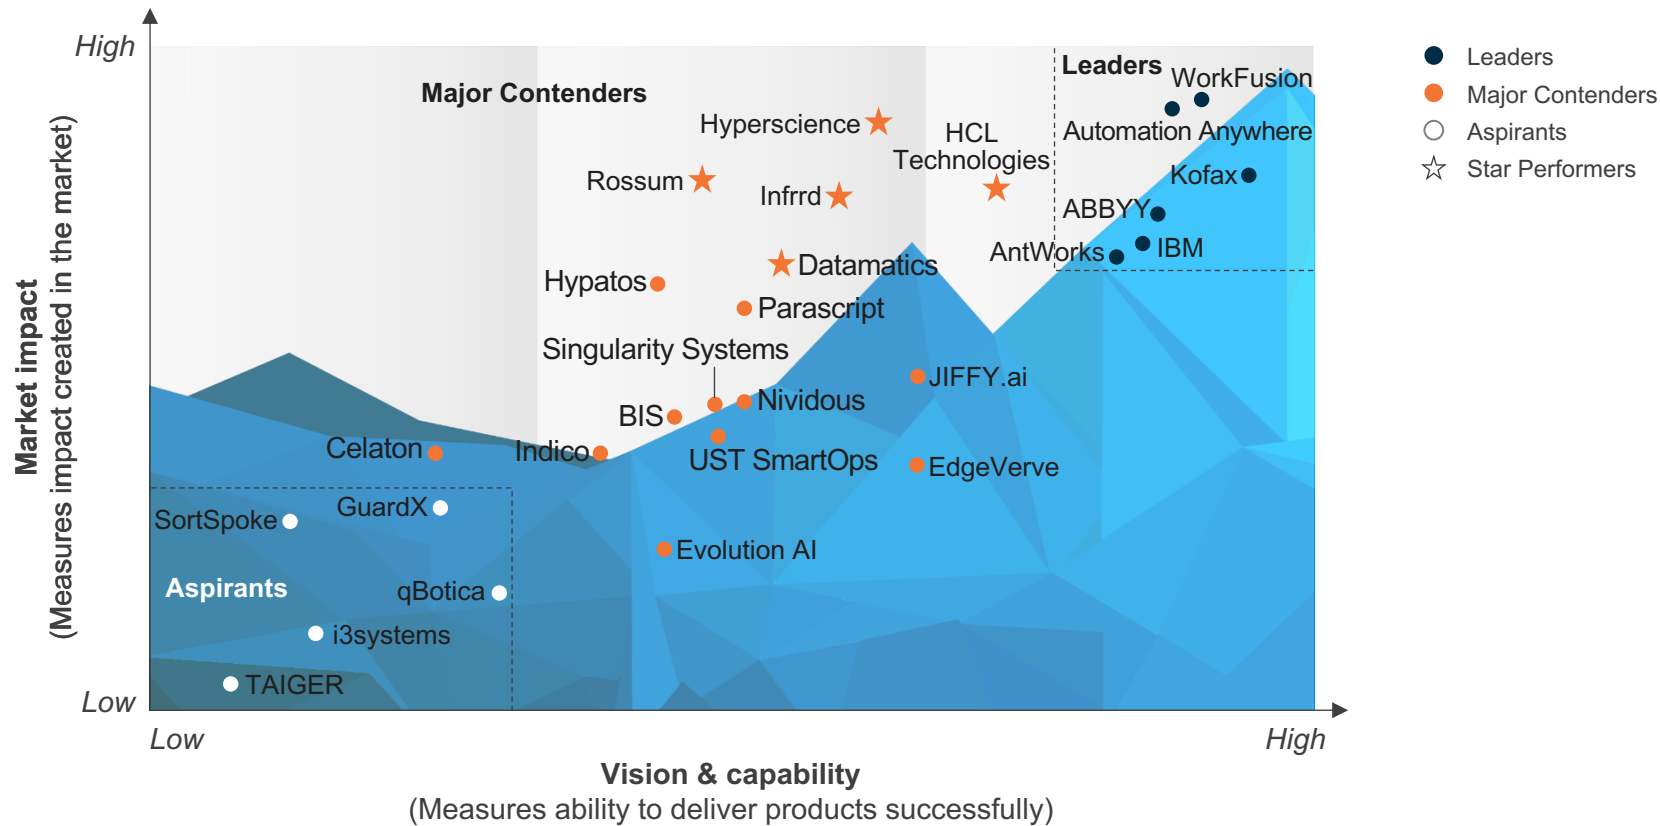 High
Major Contenders
Leaders
WorkFusion
Automation Anywhere
Hyperscience
HCL
Technologies
Rossum
Infrrd
Kofax
ABBYY
AntWorks
IBM
Datamatics
Hypatos
Parascript
Singularity Systems
JIFFY.ai
BIS
Nividous
Celaton
Indico
UST SmartOps
EdgeVerve
GuardX
SortSpoke
Evolution AI
Aspirants
qBotica
i3systems
TAIGER
Low
Market impact
(Measures impact created in the market)
Low
High
Vision & capability
(Measures ability to deliver products successfully)
Leaders
Major Contenders
Aspirants
Star Performers